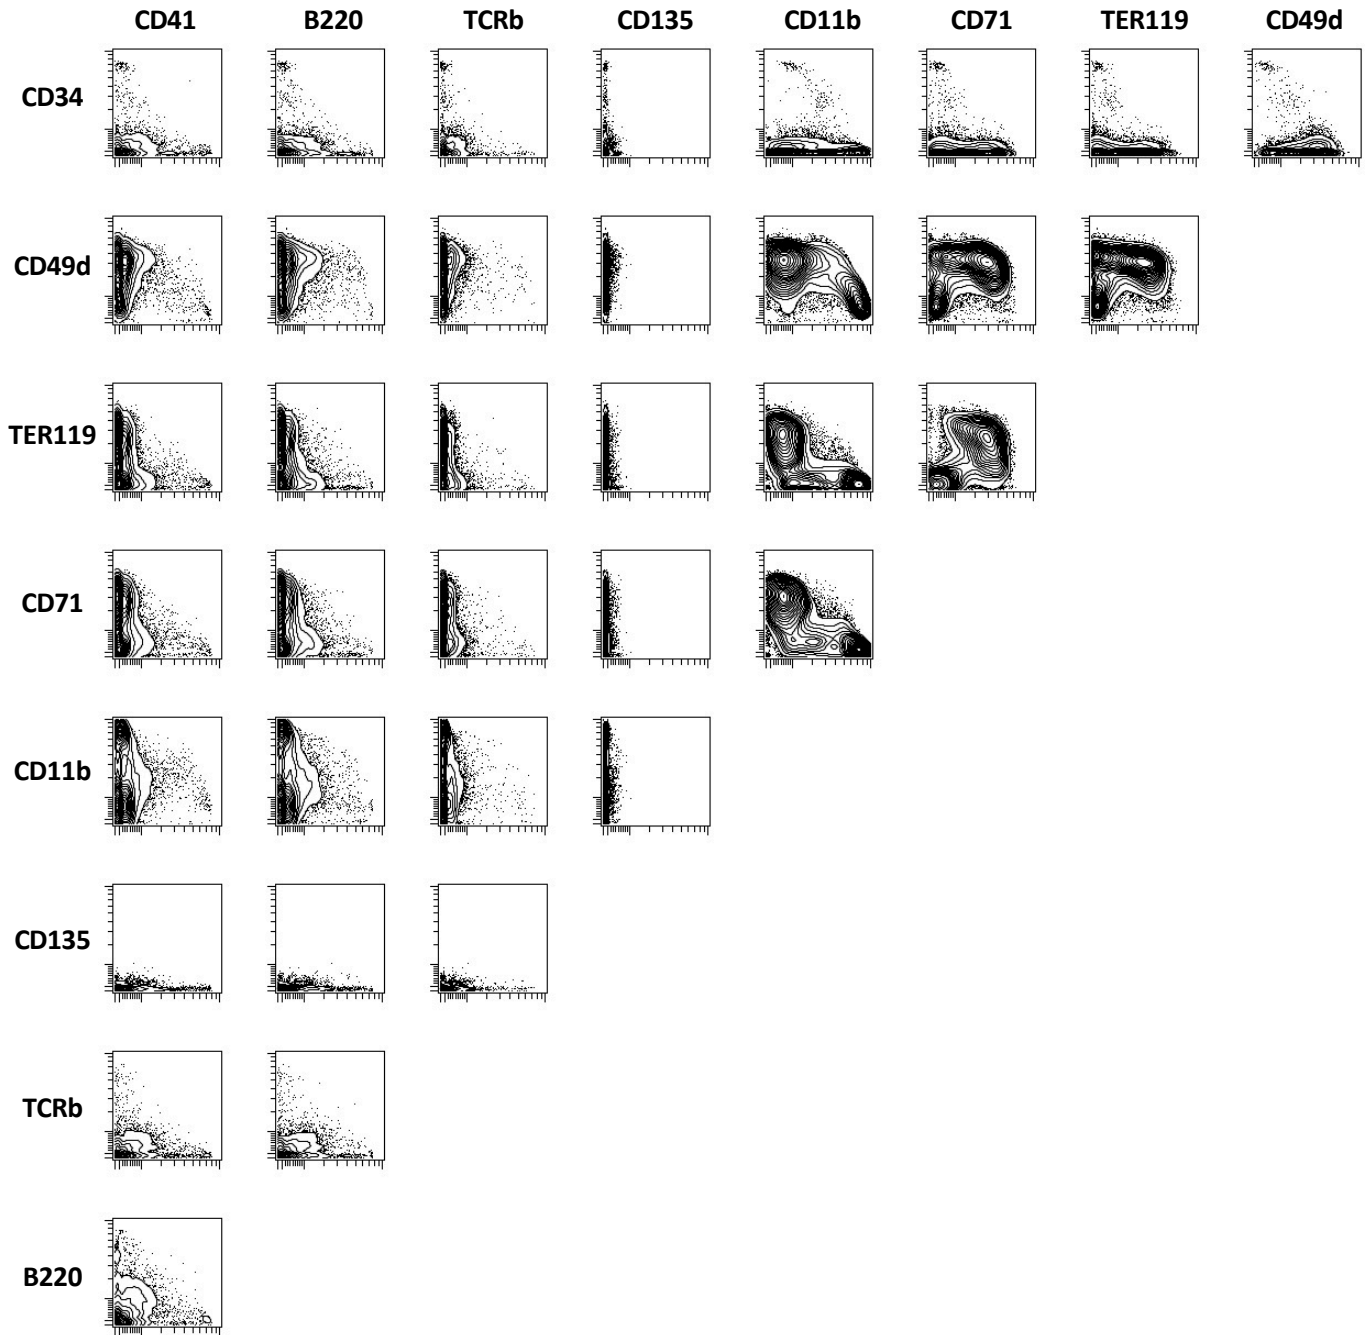 CD41 B220 TCRb CD135 CD11b CD71 TER119 CD49d
CD34
CD49d
TER119
CD71
CD11b
CD135
TCRb
B220